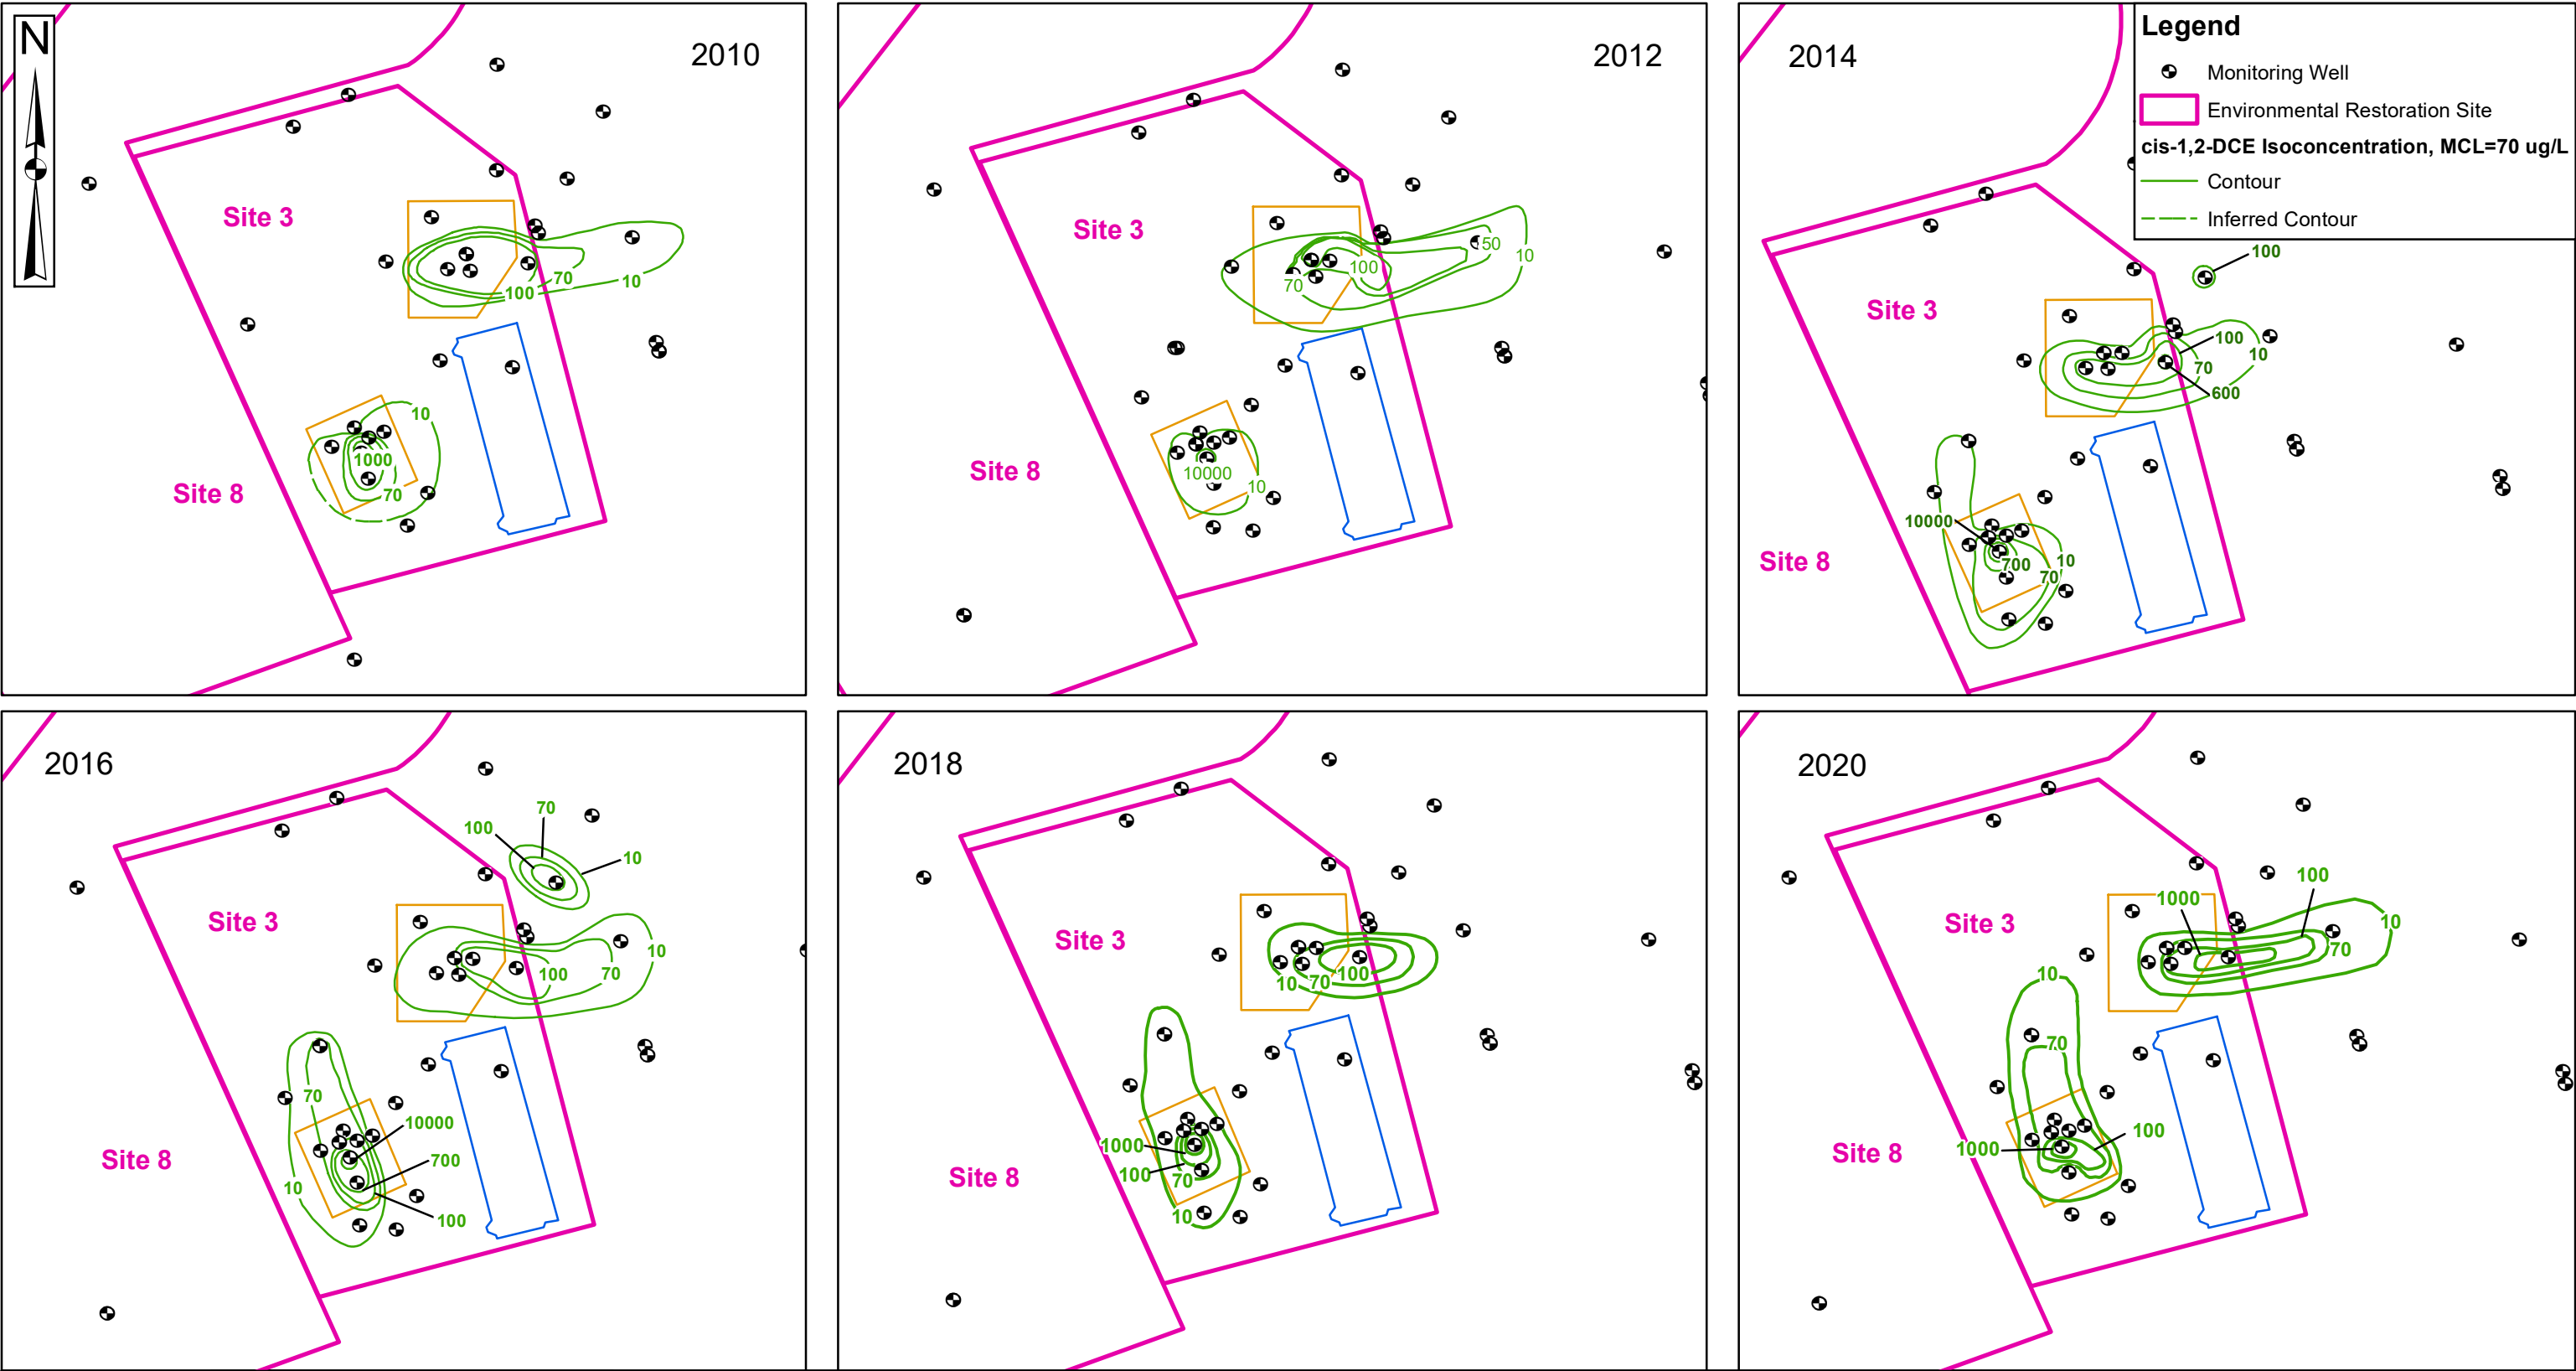 N
2010
Site 3
70
100
10
10
1000
70
Site 8
2012
Site 3
50
10
100
70
10000
10
Site 8
2014
Legend
Monitoring Well
Environmental Restoration Site
cis-1,2-DCE Isoconcentration, MCL=70 ug/L
Contour
Inferred Contour
100
Site 3
100
10
70
600
10000
700
10
70
Site 8
2016
70
100
10
Site 3
10
100
70
70
10000
700
10
100
Site 8
2018
Site 3
10
70
100
1000
100
70
10
Site 8
2020
100
1000
10
Site 3
70
10
70
100
1000
Site 8